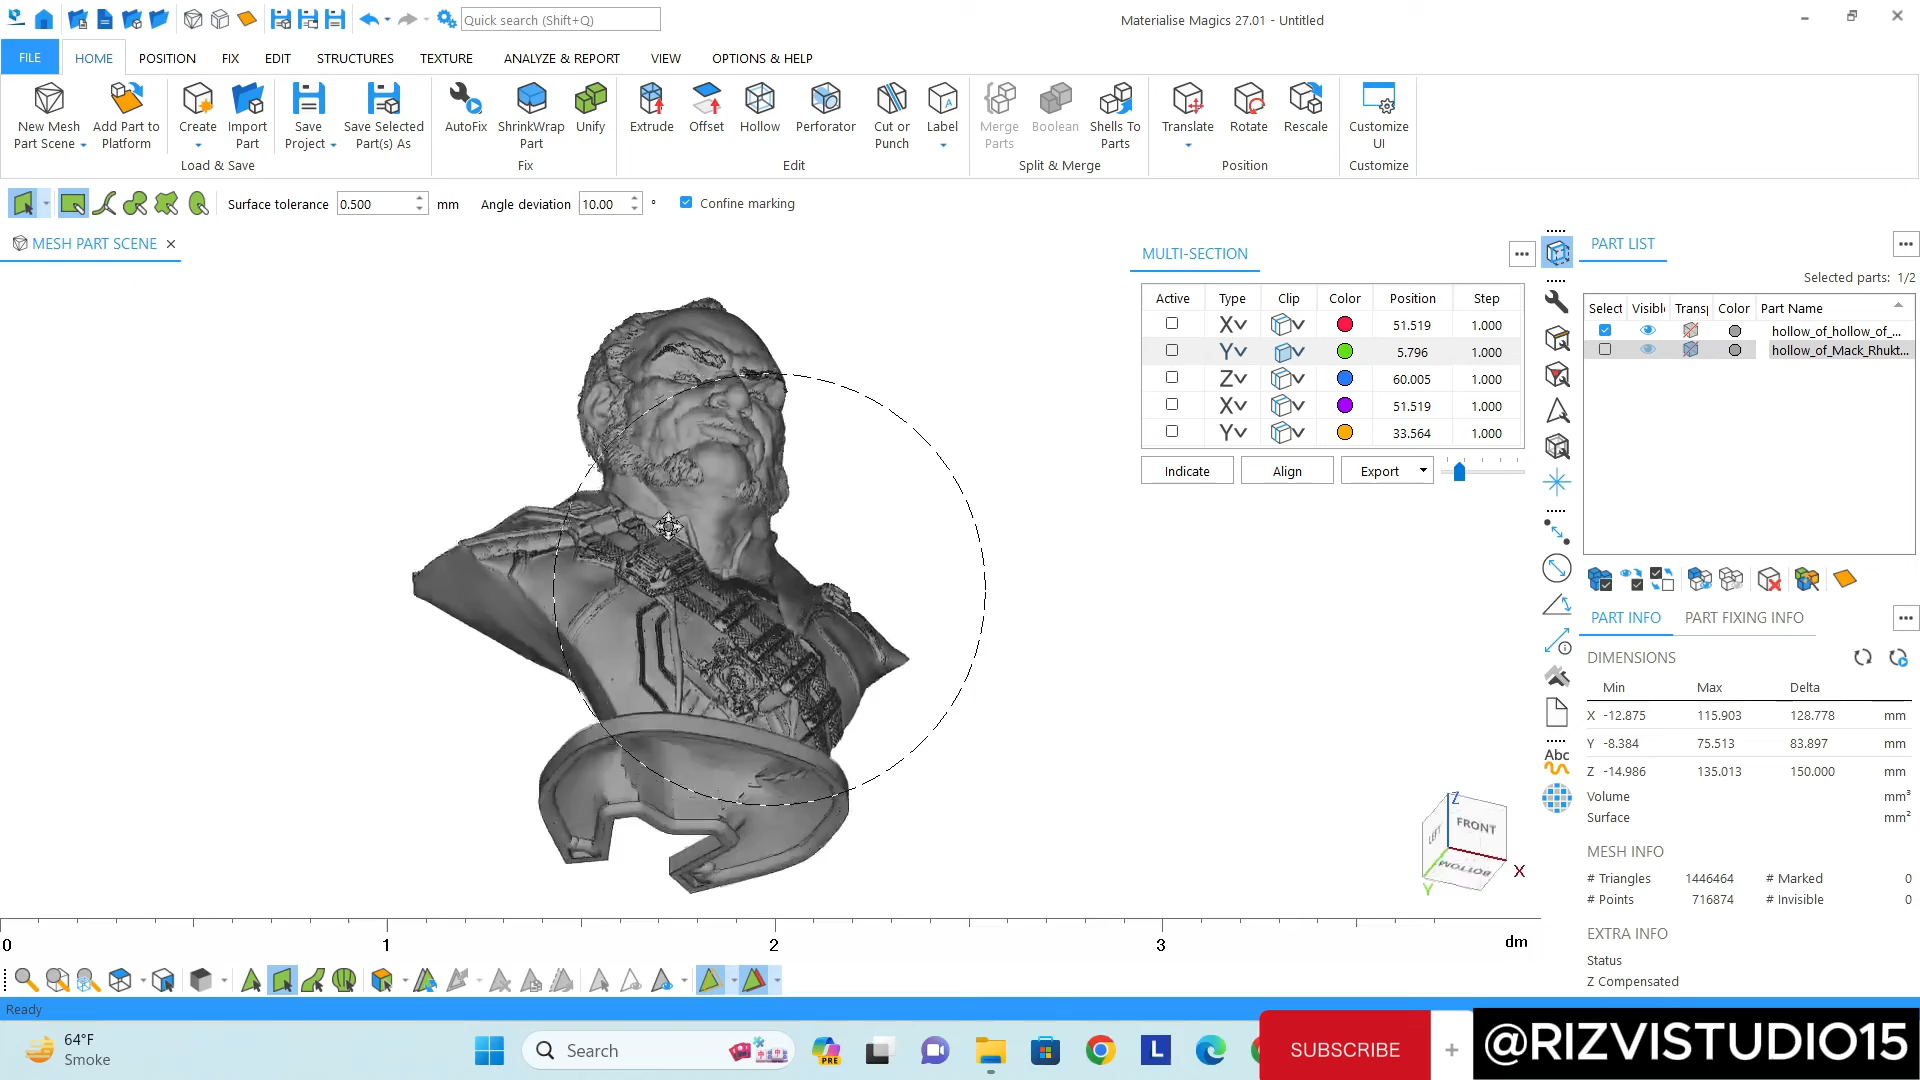 Quick search (Shift+Q)
Materialise Magics 27.01 - Untitled
FILE HOME POSITION FIX EDIT STRUCTURES TEXTURE ANALYZE & REPORT VIEW OPTIONS & HELP
New Mesh Part Scene
Add Part to Platform
Create
Import Part
Save Project
Save Selected Part(s) As
AutoFix
ShrinkWrap Part
Unify
Extrude
Offset
Hollow
Perforator
Cut or Punch
Label
Merge Parts
Boolean
Shells To Parts
Translate
Rotate
Rescale
Customize UI
Load & Save
Fix
Edit
Split & Merge
Position
Customize
Surface tolerance 0.500 mm Angle deviation 10.00 ° Confine marking
MESH PART SCENE
MULTI-SECTION
Active Type Clip Color Position Step
X 51.519 1.000
Y 5.796 1.000
Z 60.005 1.000
X 51.519 1.000
Y 33.564 1.000
Indicate Align Export
PART LIST
Selected parts: 1/2
Select Visibl Transp Color Part Name
hollow_of_hollow_of_...
hollow_of_Mack_Rhukt...
PART INFO PART FIXING INFO
DIMENSIONS
Min Max Delta
X -12.875 115.903 128.778 mm
Y -8.384 75.513 83.897 mm
Z -14.986 135.013 150.000 mm
Volume mm³
Surface mm²
MESH INFO
# Triangles 1446464 # Marked 0
# Points 716874 # Invisible 0
EXTRA INFO
Status
Z Compensated
Abc
Z
LEFT FRONT
BOTTOM
X
Y
0 1 2 3 dm
Ready
64°F
Smoke
Search
PRE
L
SUBSCRIBE
+
@RIZVISTUDIO15